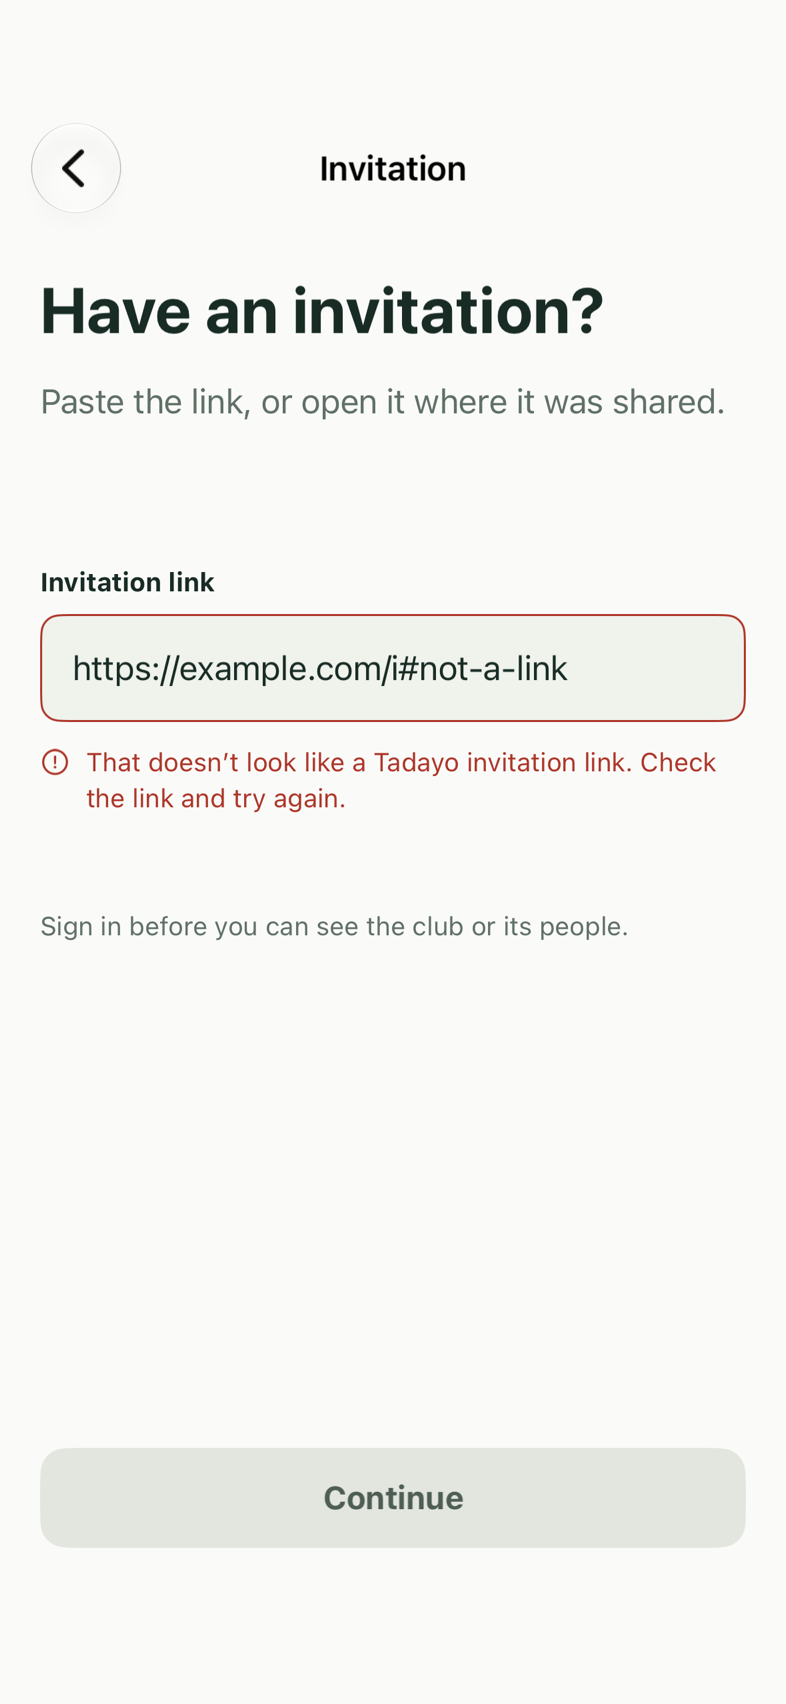 Invitation
Have an invitation?
Paste the link, or open it where it was shared.
Invitation link
https://example.com/i#not-a-link
That doesn’t look like a Tadayo invitation link. Check
the link and try again.
Sign in before you can see the club or its people.
Continue